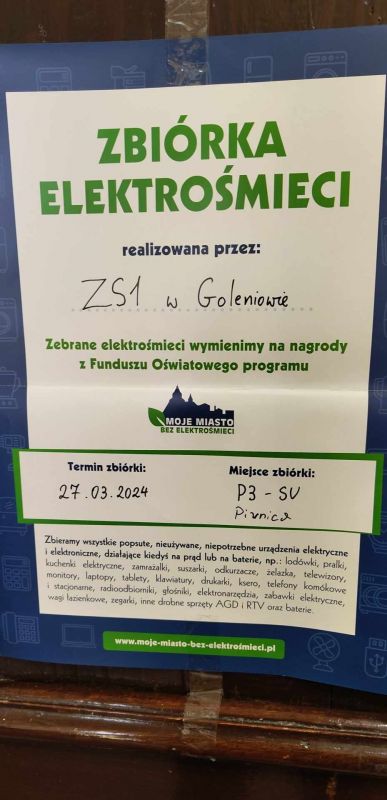 ZBIÓRKA
ELEKTROŚMIECI
realizowana przez:
ZS1 w Goleniowie
Zebrane elektrośmieci wymienimy na nagrody
z Funduszu Oświatowego programu
MOJE MIASTO
BEZ ELEKTROŚMIECI
Termin zbiórki:
27.03.2024
Miejsce zbiórki:
P3 - SU
Piwnica
Zbieramy wszystkie popsute, nieużywane, niepotrzebne urządzenia elektryczne
i elektroniczne, działające kiedyś na prąd lub na baterie, np.: lodówki, pralki,
kuchenki elektryczne, zamrażalki, suszarki, odkurzacze, żelazka, telewizory,
monitory, laptopy, tablety, klawiatury, drukarki, ksero, telefony komórkowe
i stacjonarne, radioodbiorniki, głośniki, elektronarzędzia, zabawki elektryczne,
wagi łazienkowe, zegarki, inne drobne sprzęty AGD i RTV oraz baterie.
www.moje-miasto-bez-elektrosmieci.pl